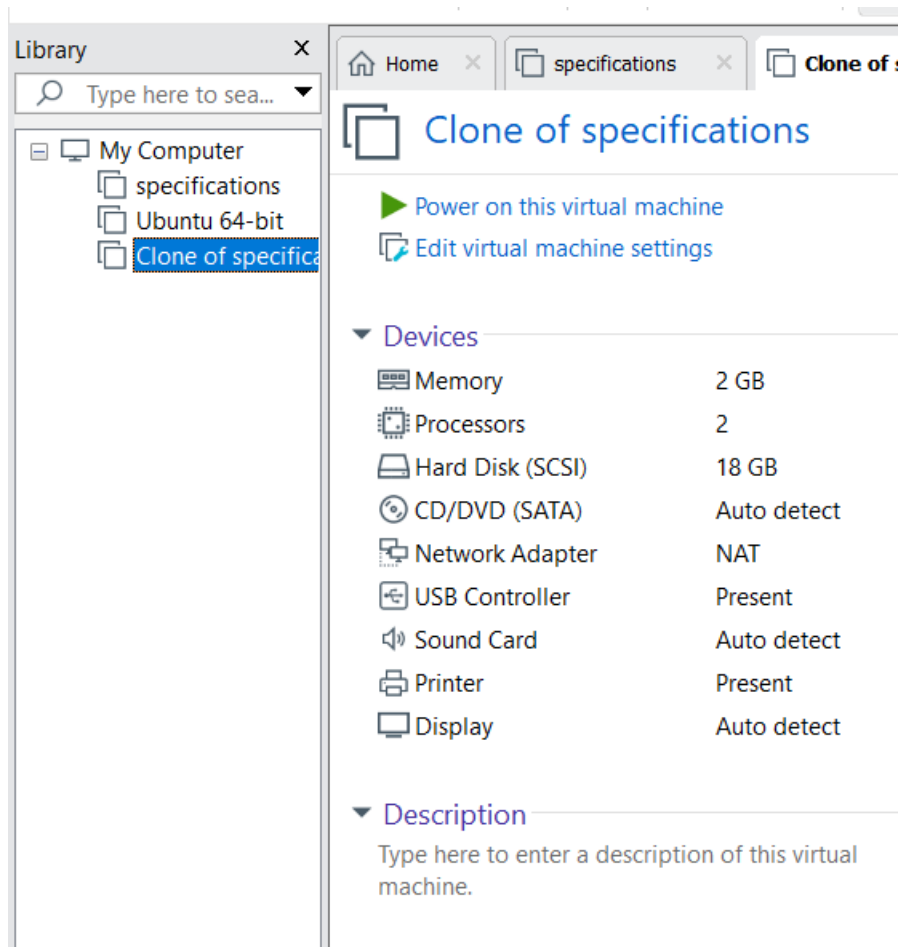 Library
Type here to sea...
My Computer
specifications
Ubuntu 64-bit
Clone of specifica
Home
specifications
Clone of s
Clone of specifications
Power on this virtual machine
Edit virtual machine settings
Devices
Memory 2 GB
Processors 2
Hard Disk (SCSI) 18 GB
CD/DVD (SATA) Auto detect
Network Adapter NAT
USB Controller Present
Sound Card Auto detect
Printer Present
Display Auto detect
Description
Type here to enter a description of this virtual
machine.